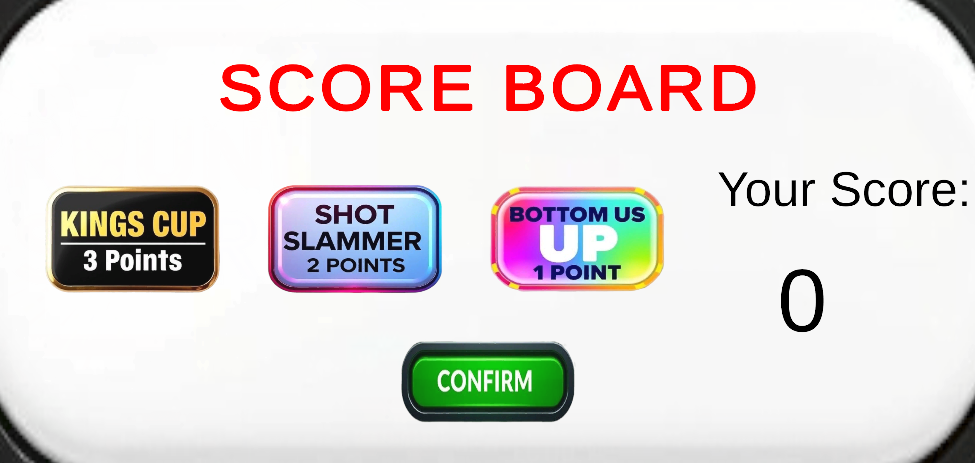 SCORE BOARD
KINGS CUP
3 Points
SHOT
SLAMMER
2 POINTS
BOTTOM US
UP
1 POINT
Your Score:
0
CONFIRM